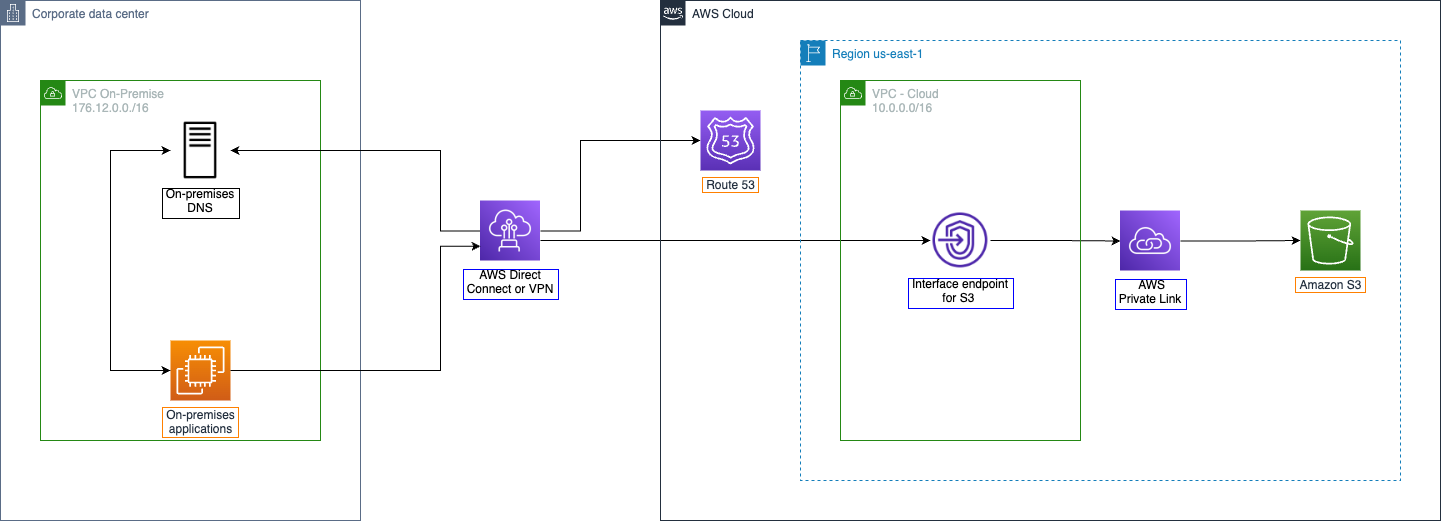 Corporate data center
aws
AWS Cloud
Region us-east-1
VPC On-Premise
176.12.0.0./16
VPC - Cloud
10.0.0.0/16
53
Route 53
On-premises
DNS
AWS Direct
Connect or VPN
Interface endpoint
for S3
AWS
Private Link
Amazon S3
On-premises
applications